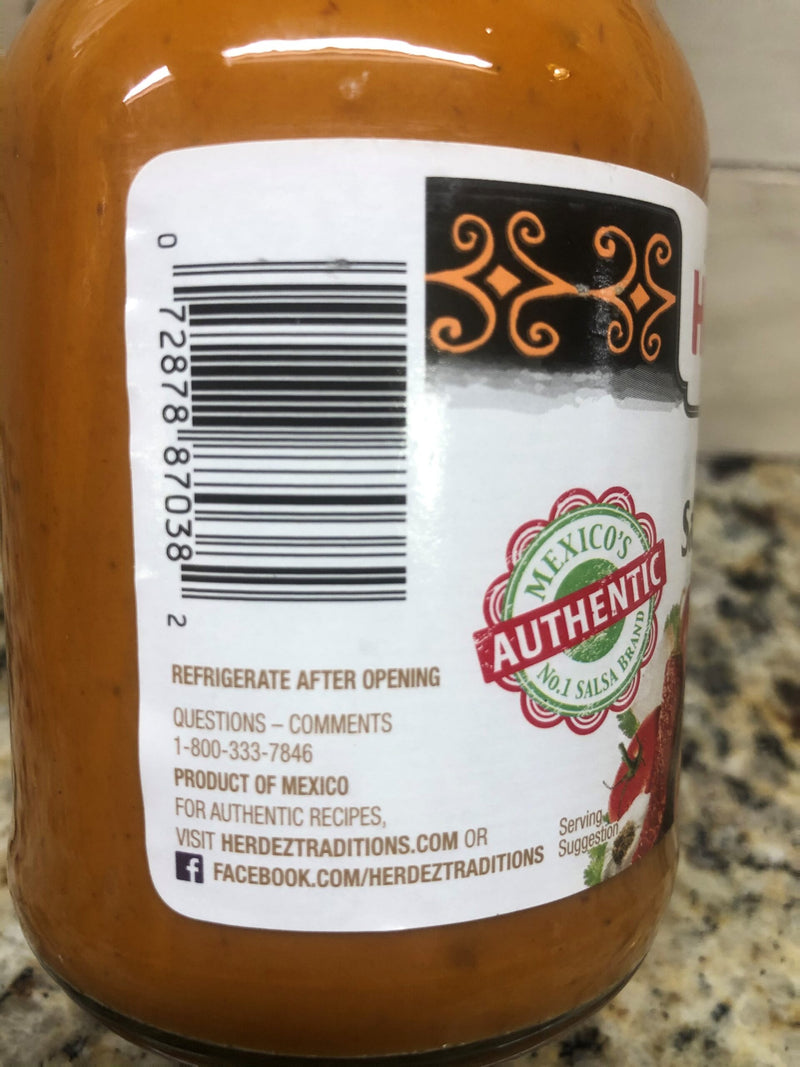 0 72878 87038 2
REFRIGERATE AFTER OPENING
QUESTIONS – COMMENTS
1-800-333-7846
PRODUCT OF MEXICO
FOR AUTHENTIC RECIPES,
VISIT HERDEZTRADITIONS.COM OR
FACEBOOK.COM/HERDEZTRADITIONS
MEXICO'S
AUTHENTIC
No.1 SALSA BRAND
Serving
Suggestion